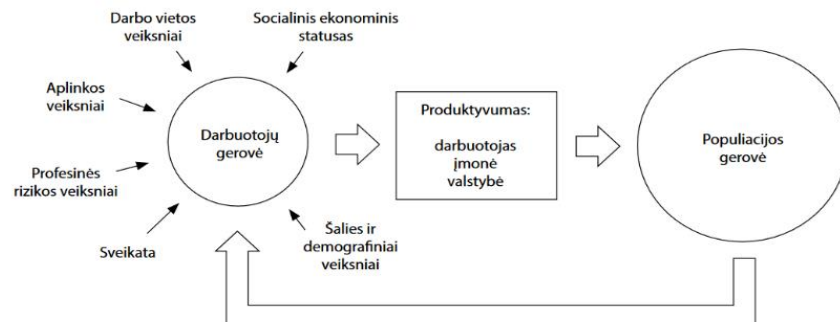 Darbo vietos
veiksniai
Socialinis ekonominis
statusas
Aplinkos
veiksniai
Profesinės
rizikos veiksniai
Sveikata
Šalies ir
demografiniai
veiksniai
Darbuotojų
gerovė
Produktyvumas:
darbuotojas
įmonė
valstybė
Populiacijos
gerovė